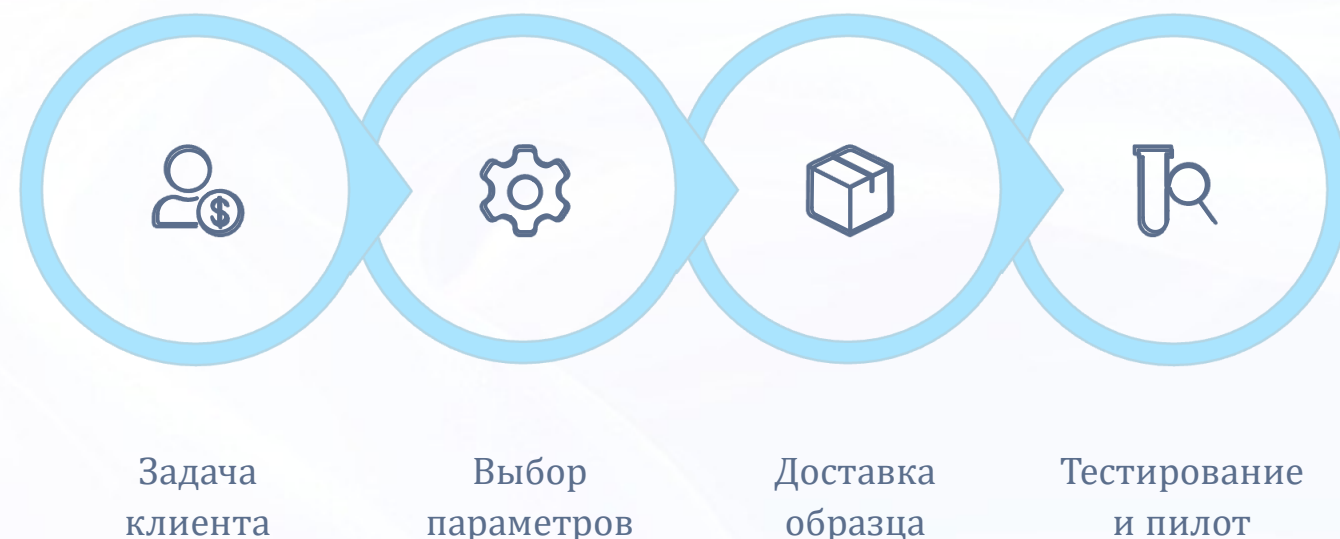 Задача
клиента
Выбор
параметров
Доставка
образца
Тестирование
и пилот